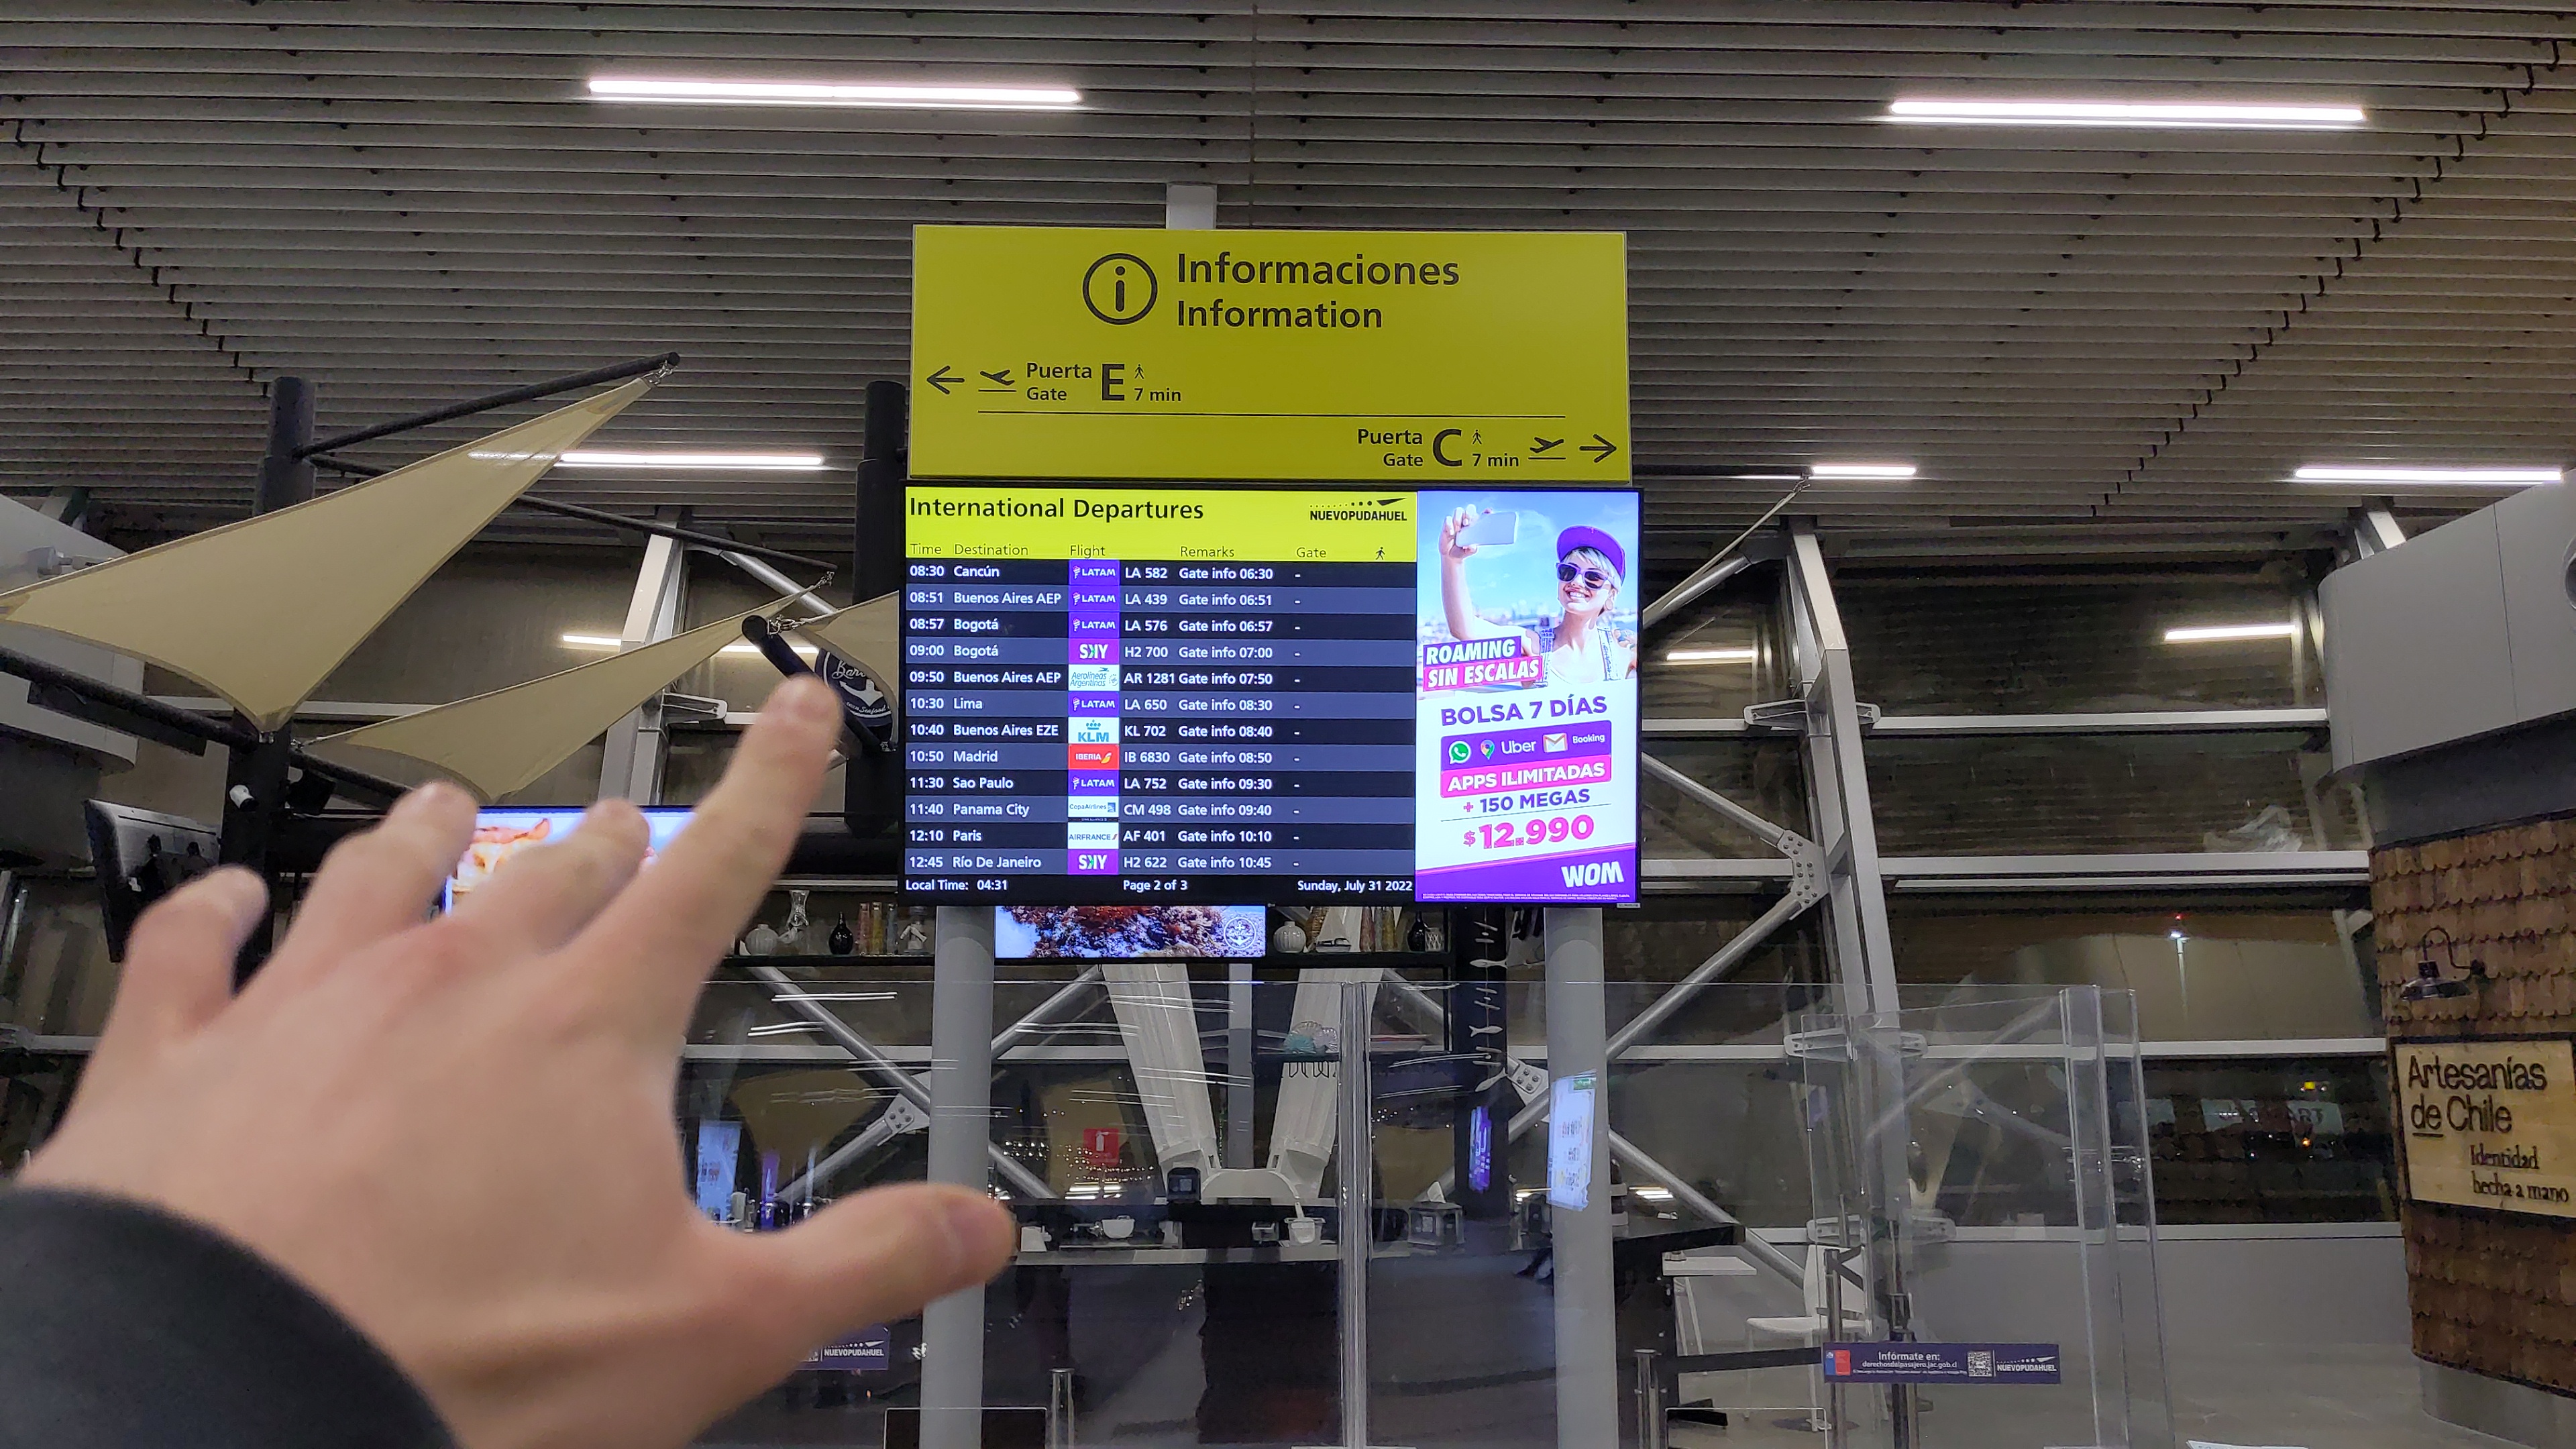 Informaciones
Information
Puerta
Gate
E
7 min
Puerta
Gate
C
7 min
International Departures
NUEVOPUDAHUEL
Time Destination Flight Remarks Gate
08:30 Cancún LATAM LA 582 Gate info 06:30 -
08:51 Buenos Aires AEP LATAM LA 439 Gate info 06:51 -
08:57 Bogotá LATAM LA 576 Gate info 06:57 -
09:00 Bogotá SKY H2 700 Gate info 07:00 -
09:50 Buenos Aires AEP Aerolíneas Argentinas AR 1281 Gate info 07:50 -
10:30 Lima LATAM LA 650 Gate info 08:30 -
10:40 Buenos Aires EZE KLM KL 702 Gate info 08:40 -
10:50 Madrid IBERIA IB 6830 Gate info 08:50 -
11:30 Sao Paulo LATAM LA 752 Gate info 09:30 -
11:40 Panama City CopaAirlines CM 498 Gate info 09:40 -
12:10 Paris AIRFRANCE AF 401 Gate info 10:10 -
12:45 Río De Janeiro SKY H2 622 Gate info 10:45 -
Local Time: 04:31 Page 2 of 3 Sunday, July 31 2022
ROAMING
SIN ESCALAS
BOLSA 7 DÍAS
Uber Booking
APPS ILIMITADAS
+ 150 MEGAS
$12.990
WOM
Artesanías
de Chile
Identidad
hecha a mano
NUEVOPUDAHUEL
Infórmate en:
derechosdelpasajero.jac.gob.cl
NUEVOPUDAHUEL